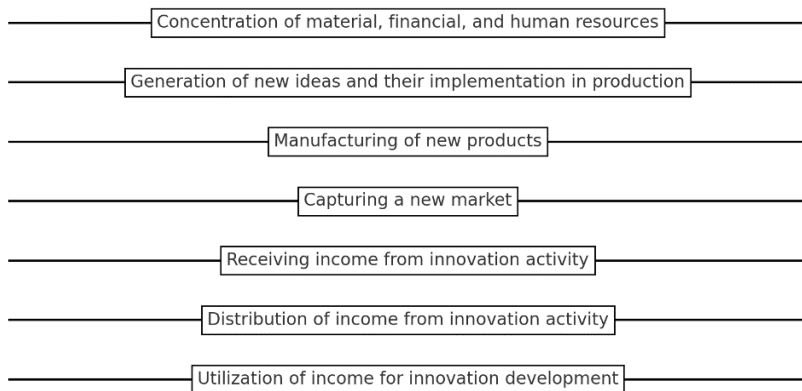 Concentration of material, financial, and human resources
Generation of new ideas and their implementation in production
Manufacturing of new products
Capturing a new market
Receiving income from innovation activity
Distribution of income from innovation activity
Utilization of income for innovation development